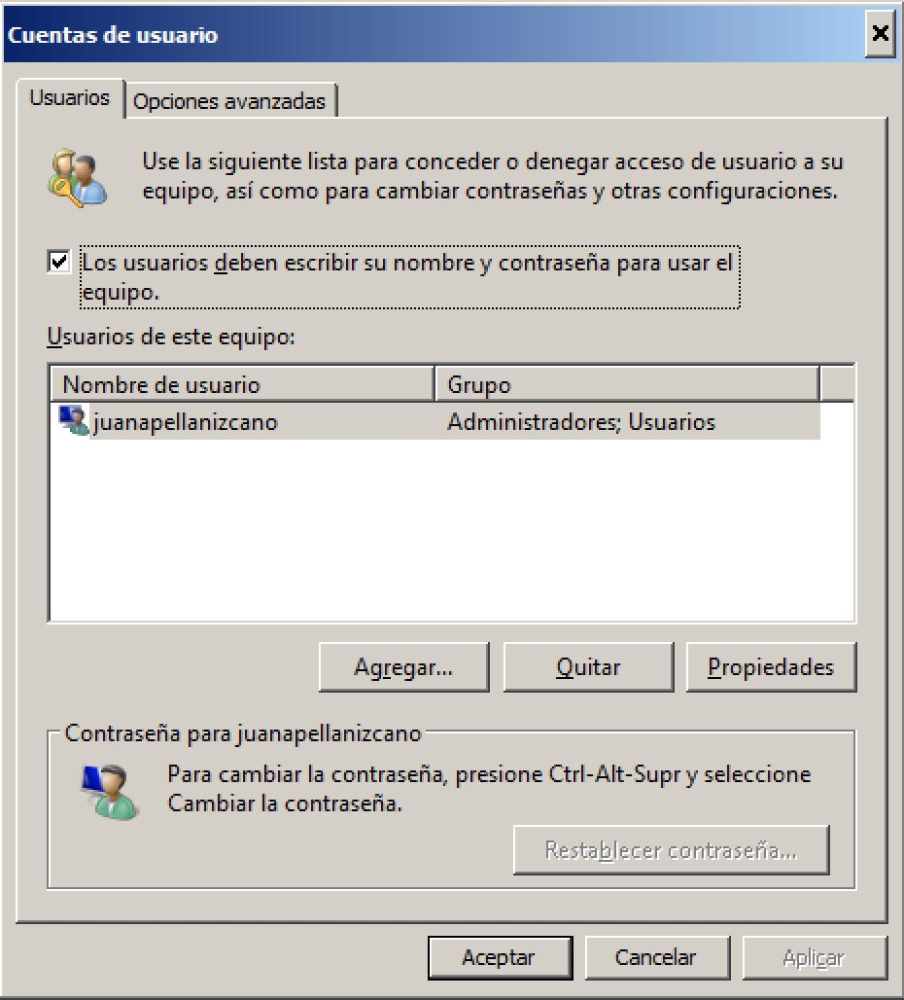 Cuentas de usuario
Usuarios
Opciones avanzadas
Use la siguiente lista para conceder o denegar acceso de usuario a su
equipo, así como para cambiar contraseñas y otras configuraciones.
Los usuarios deben escribir su nombre y contraseña para usar el
equipo.
Usuarios de este equipo:
Nombre de usuario
Grupo
juanapellanizcano
Administradores; Usuarios
Agregar...
Quitar
Propiedades
Contraseña para juanapellanizcano
Para cambiar la contraseña, presione Ctrl-Alt-Supr y seleccione
Cambiar la contraseña.
Restablecer contraseña...
Aceptar
Cancelar
Aplicar